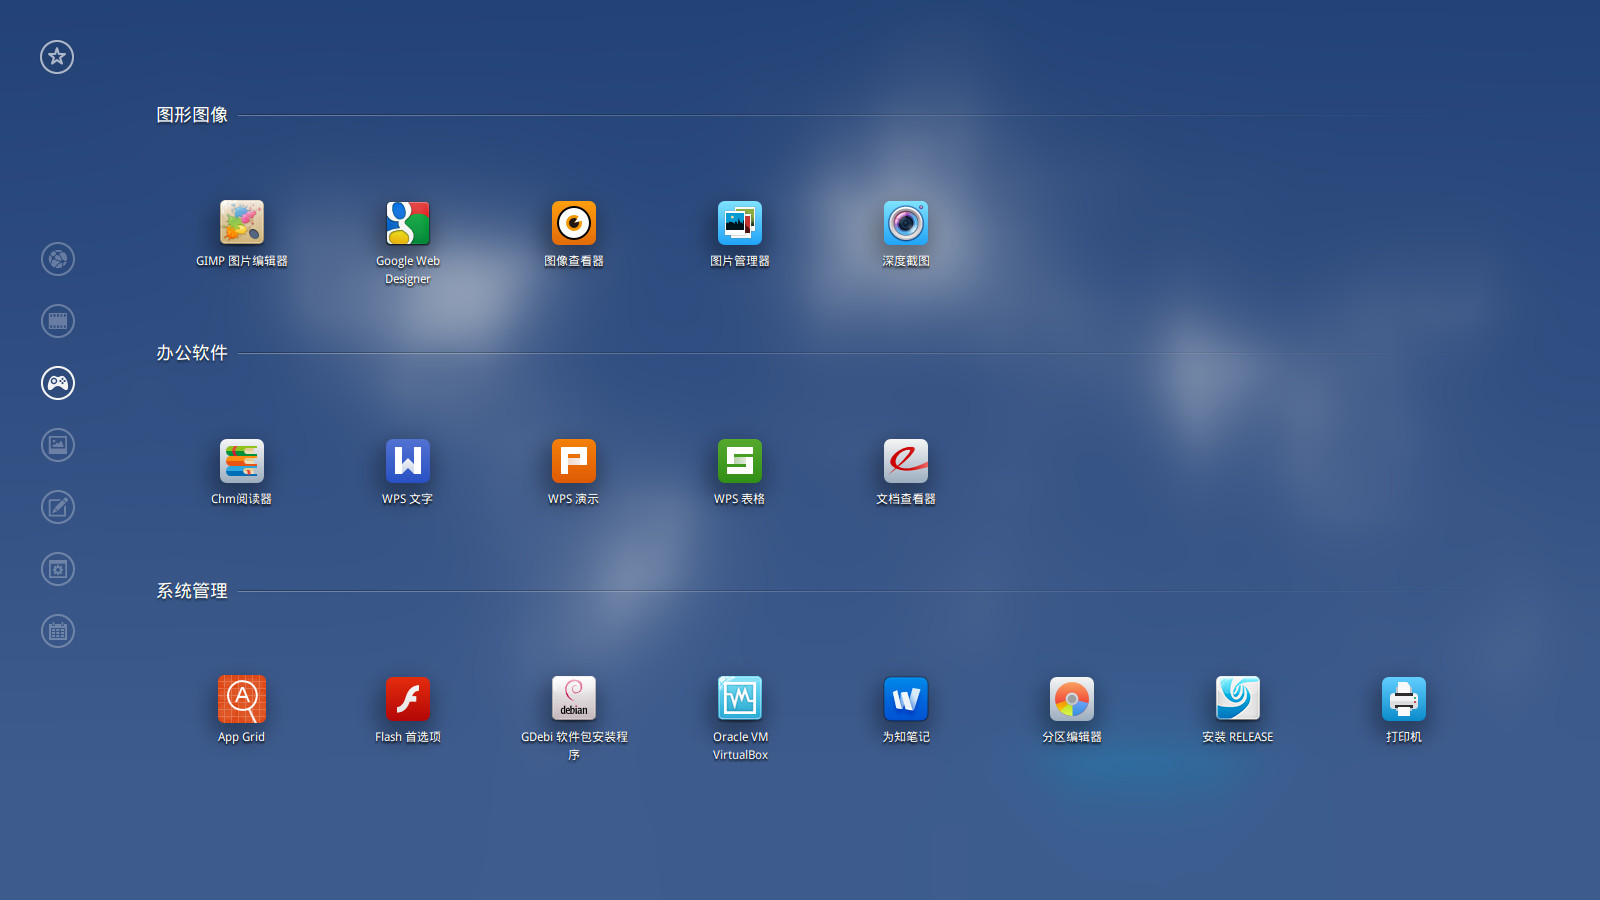 图形图像
GIMP 图片编辑器
Google Web
Designer
图像查看器
图片管理器
深度截图
办公软件
Chm阅读器
WPS 文字
WPS 演示
WPS 表格
文档查看器
系统管理
App Grid
Flash 首选项
debian
GDebi 软件包安装程
序
Oracle VM
VirtualBox
为知笔记
分区编辑器
安装 RELEASE
打印机